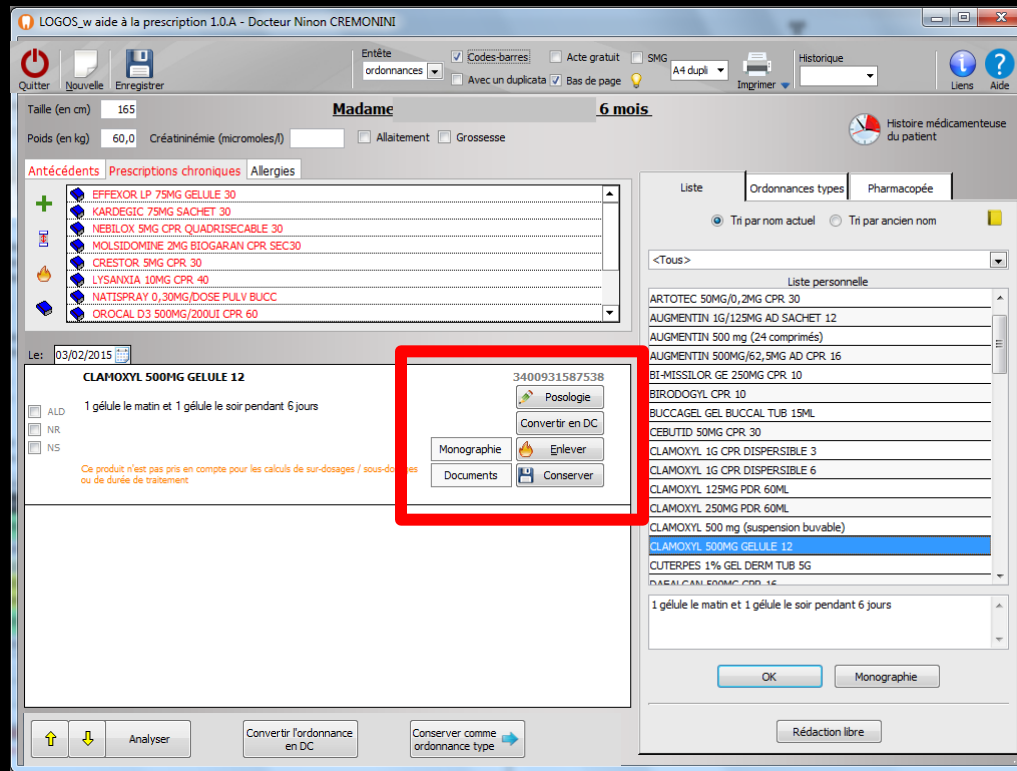 LOGOS_w aide à la prescription 1.0.A - Docteur Ninon CREMONINI
Quitter
Nouvelle
Enregistrer
Entête
ordonnances
Codes-barres
Acte gratuit
SMG
Avec un duplicata
Bas de page
A4 dupli
Imprimer
Historique
Liens
Aide
Taille (en cm) 165
Madame 6 mois
Poids (en kg) 60,0 Créatininémie (micromoles/l)
Allaitement
Grossesse
Histoire médicamenteuse
du patient
Antécédents Prescriptions chroniques Allergies
EFFEXOR LP 75MG GELULE 30
KARDEGIC 75MG SACHET 30
NEBILOX 5MG CPR QUADRISECABLE 30
MOLSIDOMINE 2MG BIOGARAN CPR SEC30
CRESTOR 5MG CPR 30
LYSANXIA 10MG CPR 40
NATISPRAY 0,30MG/DOSE PULV BUCC
OROCAL D3 500MG/200UI CPR 60
Le: 03/02/2015
CLAMOXYL 500MG GELULE 12
3400931587538
ALD
NR
NS
1 gélule le matin et 1 gélule le soir pendant 6 jours
Ce produit n'est pas pris en compte pour les calculs de sur-dosages / sous-dosages
ou de durée de traitement
Posologie
Convertir en DC
Monographie
Enlever
Documents
Conserver
Analyser
Convertir l'ordonnance
en DC
Conserver comme
ordonnance type
Liste
Ordonnances types
Pharmacopée
Tri par nom actuel
Tri par ancien nom
<Tous>
Liste personnelle
ARTOTEC 50MG/0,2MG CPR 30
AUGMENTIN 1G/125MG AD SACHET 12
AUGMENTIN 500 mg (24 comprimés)
AUGMENTIN 500MG/62,5MG AD CPR 16
BI-MISSILOR GE 250MG CPR 10
BIRODOGYL CPR 10
BUCCAGEL GEL BUCCAL TUB 15ML
CEBUTID 50MG CPR 30
CLAMOXYL 1G CPR DISPERSIBLE 3
CLAMOXYL 1G CPR DISPERSIBLE 6
CLAMOXYL 125MG PDR 60ML
CLAMOXYL 250MG PDR 60ML
CLAMOXYL 500 mg (suspension buvable)
CLAMOXYL 500MG GELULE 12
CUTERPES 1% GEL DERM TUB 5G
DAFALGAN 500MG CPR 16
1 gélule le matin et 1 gélule le soir pendant 6 jours
OK
Monographie
Rédaction libre